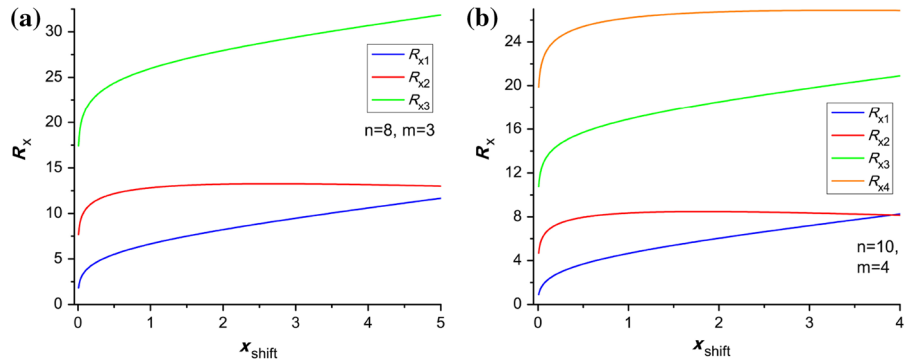 (a)
R_x
30
25
20
15
10
5
0
0 1 2 3 4 5
x_shift
R_x1
R_x2
R_x3
n=8, m=3
(b)
R_x
24
20
16
12
8
4
0
0 1 2 3 4
x_shift
R_x1
R_x2
R_x3
R_x4
n=10,
m=4